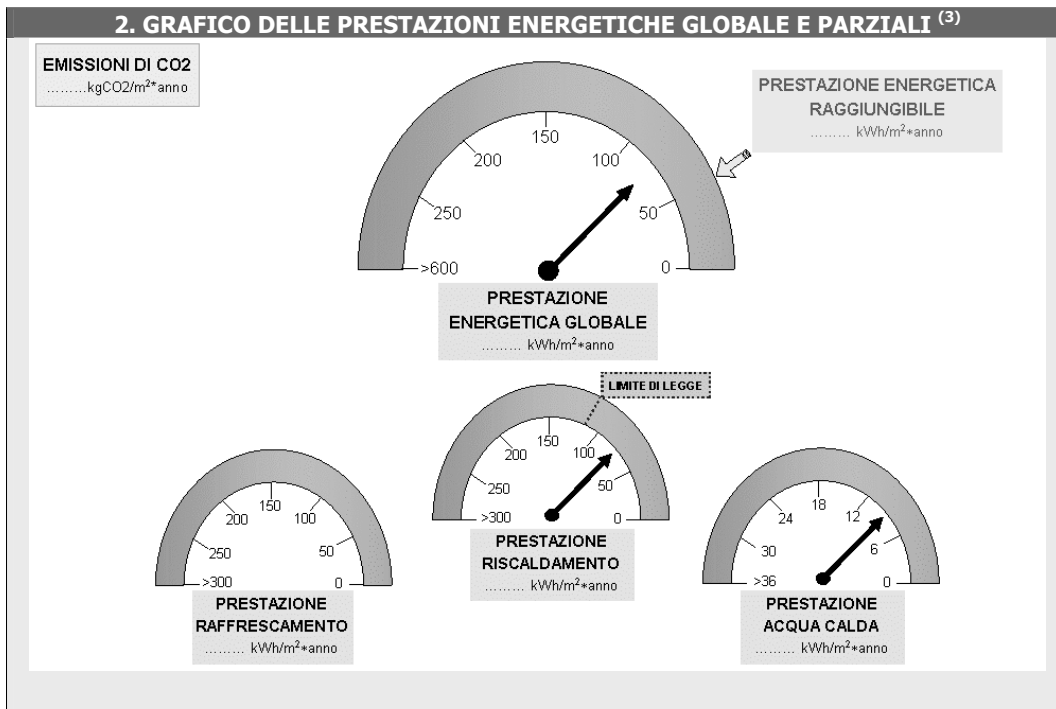 2. GRAFICO DELLE PRESTAZIONI ENERGETICHE GLOBALE E PARZIALI (3)
EMISSIONI DI CO2
………kgCO2/m²*anno
PRESTAZIONE ENERGETICA
RAGGIUNGIBILE
……… kWh/m²*anno
>600
250
200
150
100
50
0
PRESTAZIONE
ENERGETICA GLOBALE
……… kWh/m²*anno
LIMITE DI LEGGE
>300
250
200
150
100
50
0
PRESTAZIONE
RISCALDAMENTO
……… kWh/m²*anno
>300
250
200
150
100
50
0
PRESTAZIONE
RAFFRESCAMENTO
……… kWh/m²*anno
>36
30
24
18
12
6
0
PRESTAZIONE
ACQUA CALDA
……… kWh/m²*anno